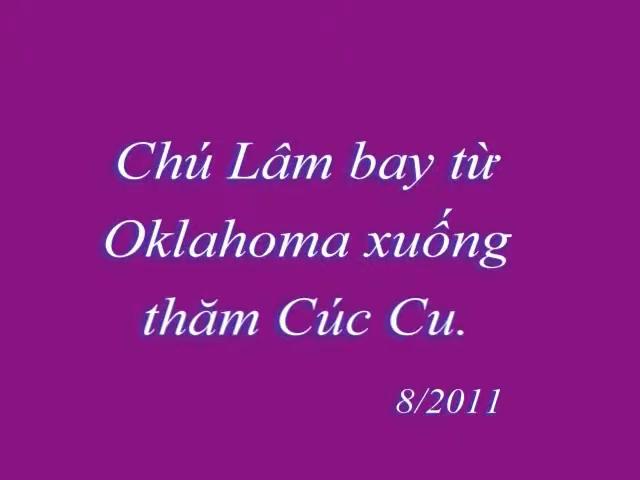 Chú Lâm bay từ
Oklahoma xuống
thăm Cúc Cu.
8/2011